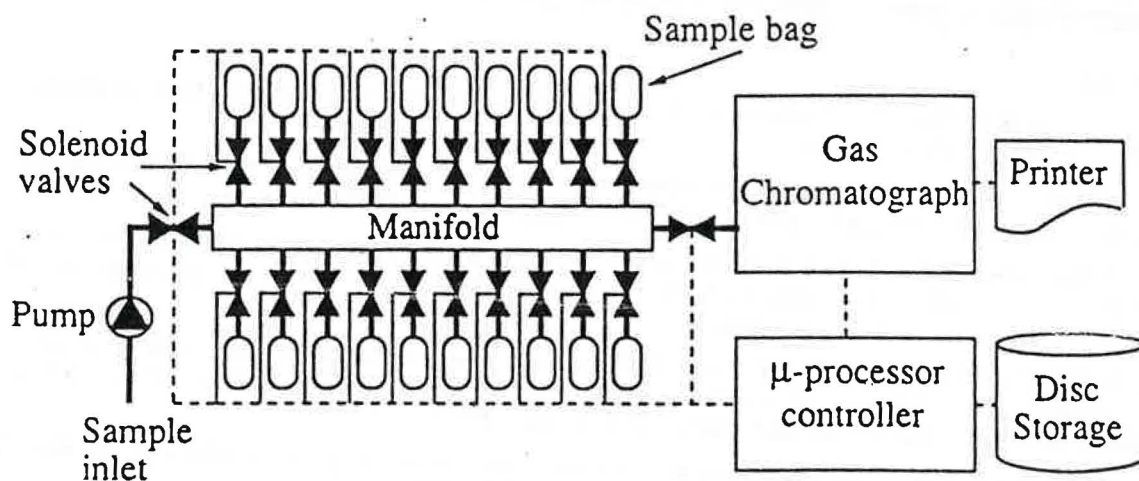 Sample bag
Solenoid
valves
Gas
Chromatograph
Printer
Manifold
Pump
μ-processor
controller
Disc
Storage
Sample
inlet